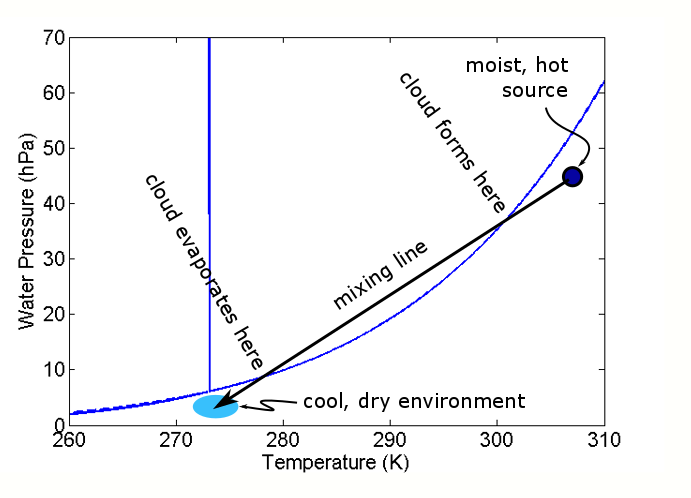 70
60
50
40
30
20
10
0
260
270
280
290
300
310
Water Pressure (hPa)
Temperature (K)
moist, hot
source
cloud forms here
cloud evaporates here
mixing line
cool, dry environment